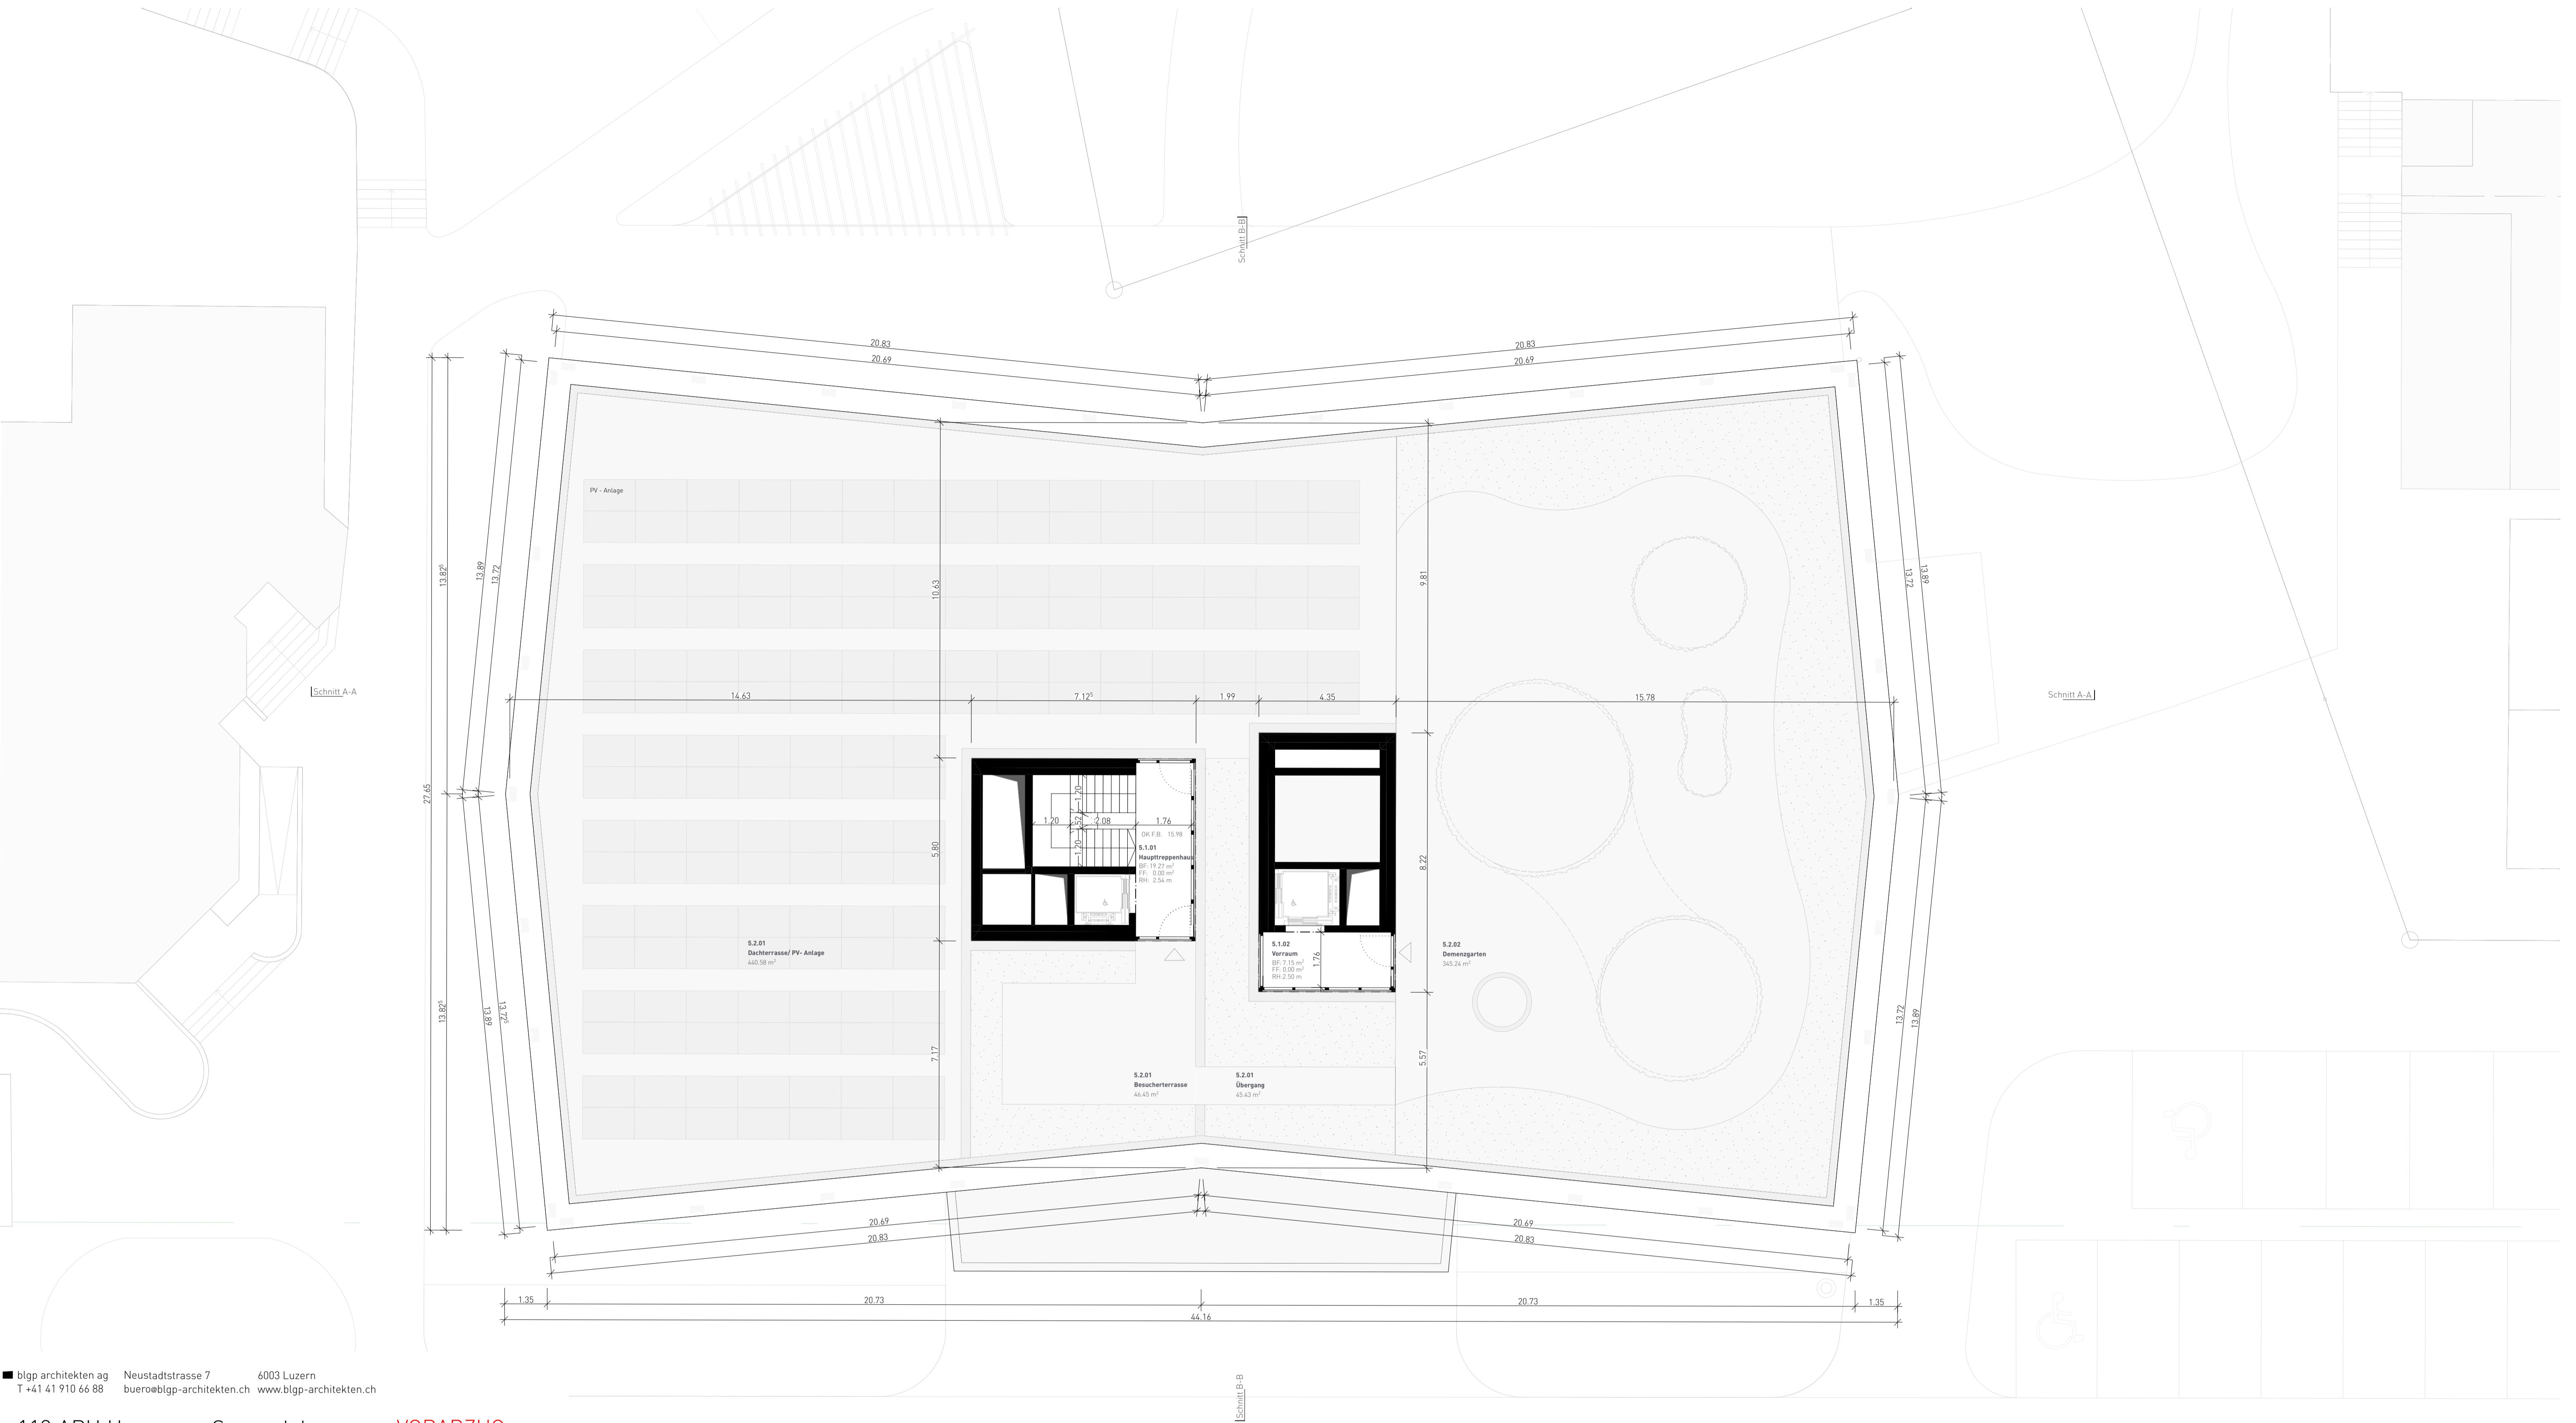 Schnitt B-B
20.83
20.69
20.83
20.69
PV - Anlage
13.82⁵
13.89
13.72
10.63
9.81
13.72
13.89
Schnitt A-A
14.63
7.12⁵
1.99
4.35
15.78
Schnitt A-A
27.65
1.20
1.20
.52
2.08
1.76
1.20
OK F.B. 15.98
5.1.01
Haupttreppenhaus
BF: 19.27 m²
FF: 0.00 m²
RH: 2.54 m
5.80
8.22
5.2.01
Dachterrasse/ PV- Anlage
440.58 m²
5.1.02
Vorraum
BF: 7.15 m²
FF: 0.00 m²
RH: 2.50 m
1.76
5.2.02
Demenzgarten
345.24 m²
13.82⁵
13.89
13.72⁵
7.17
5.57
13.72
13.89
5.2.01
Besucherterrasse
46.45 m²
5.2.01
Übergang
45.43 m²
20.69
20.83
20.69
20.83
1.35
20.73
20.73
1.35
44.16
Schnitt B-B
blgp architekten ag Neustadtstrasse 7 6003 Luzern
T +41 41 910 66 88 buero@blgp-architekten.ch www.blgp-architekten.ch
VORABZUG